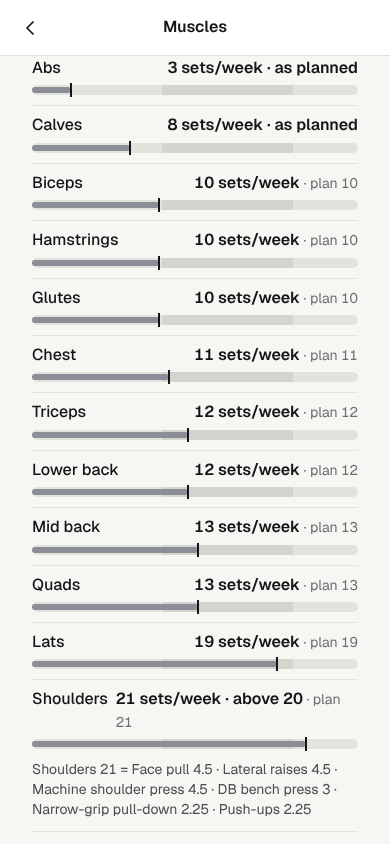 Muscles
Abs 3 sets/week · as planned
Calves 8 sets/week · as planned
Biceps 10 sets/week · plan 10
Hamstrings 10 sets/week · plan 10
Glutes 10 sets/week · plan 10
Chest 11 sets/week · plan 11
Triceps 12 sets/week · plan 12
Lower back 12 sets/week · plan 12
Mid back 13 sets/week · plan 13
Quads 13 sets/week · plan 13
Lats 19 sets/week · plan 19
Shoulders 21 sets/week · above 20 · plan
21
Shoulders 21 = Face pull 4.5 · Lateral raises 4.5 ·
Machine shoulder press 4.5 · DB bench press 3 ·
Narrow-grip pull-down 2.25 · Push-ups 2.25